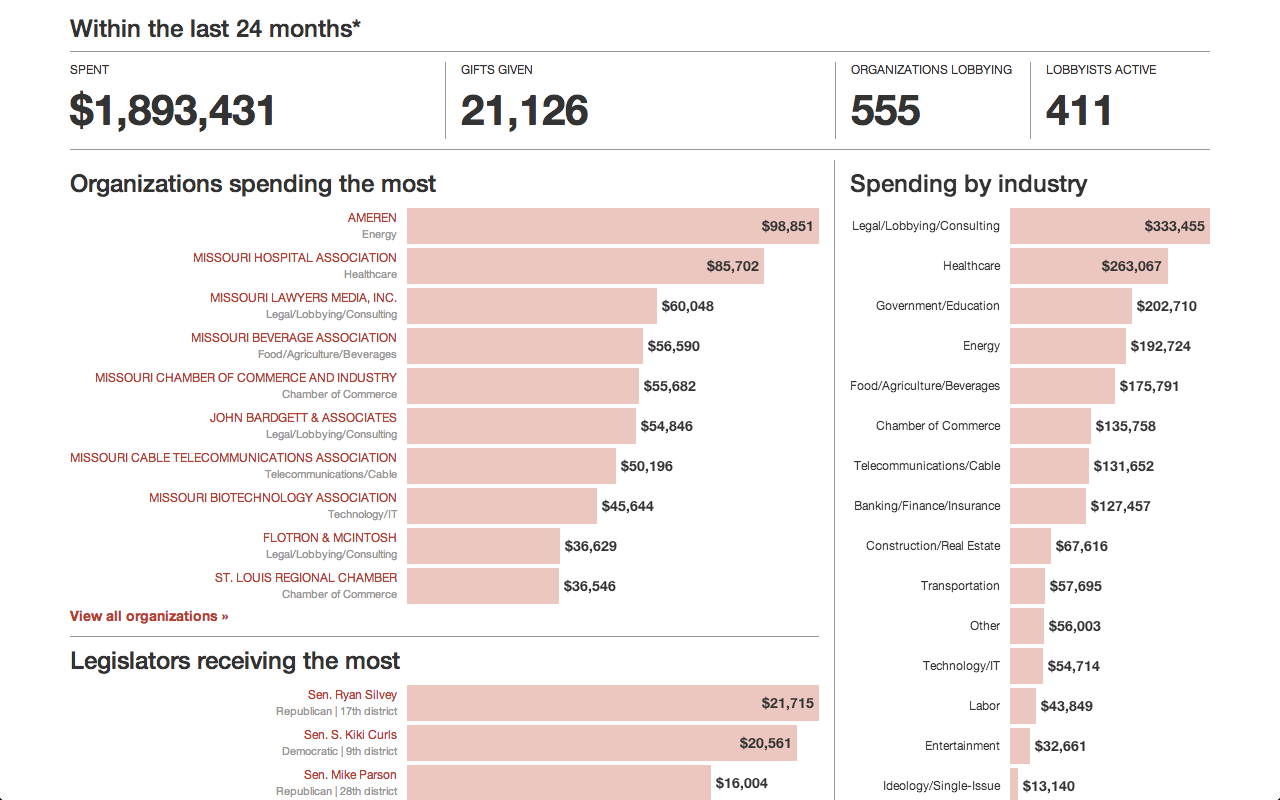 Within the last 24 months*
SPENT
$1,893,431
GIFTS GIVEN
21,126
ORGANIZATIONS LOBBYING
555
LOBBYISTS ACTIVE
411
Organizations spending the most
AMEREN
Energy
$98,851
MISSOURI HOSPITAL ASSOCIATION
Healthcare
$85,702
MISSOURI LAWYERS MEDIA, INC.
Legal/Lobbying/Consulting
$60,048
MISSOURI BEVERAGE ASSOCIATION
Food/Agriculture/Beverages
$56,590
MISSOURI CHAMBER OF COMMERCE AND INDUSTRY
Chamber of Commerce
$55,682
JOHN BARDGETT & ASSOCIATES
Legal/Lobbying/Consulting
$54,846
MISSOURI CABLE TELECOMMUNICATIONS ASSOCIATION
Telecommunications/Cable
$50,196
MISSOURI BIOTECHNOLOGY ASSOCIATION
Technology/IT
$45,644
FLOTRON & MCINTOSH
Legal/Lobbying/Consulting
$36,629
ST. LOUIS REGIONAL CHAMBER
Chamber of Commerce
$36,546
View all organizations »
Legislators receiving the most
Sen. Ryan Silvey
Republican | 17th district
$21,715
Sen. S. Kiki Curls
Democratic | 9th district
$20,561
Sen. Mike Parson
Republican | 28th district
$16,004
Spending by industry
Legal/Lobbying/Consulting $333,455
Healthcare $263,067
Government/Education $202,710
Energy $192,724
Food/Agriculture/Beverages $175,791
Chamber of Commerce $135,758
Telecommunications/Cable $131,652
Banking/Finance/Insurance $127,457
Construction/Real Estate $67,616
Transportation $57,695
Other $56,003
Technology/IT $54,714
Labor $43,849
Entertainment $32,661
Ideology/Single-Issue $13,140